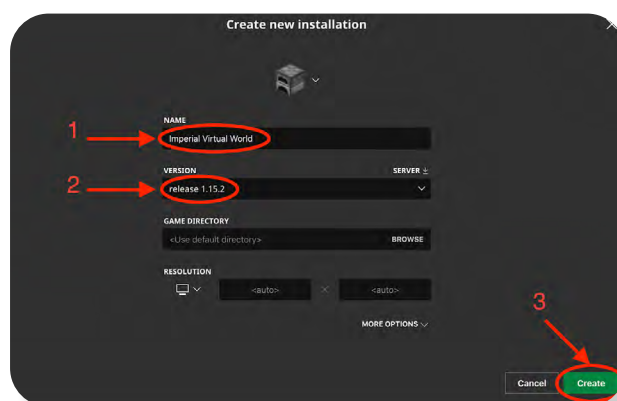 Create new installation
NAME
1
Imperial Virtual World
VERSION
SERVER
2
release 1.15.2
GAME DIRECTORY
<Use default directory>
BROWSE
RESOLUTION
<auto>
<auto>
3
MORE OPTIONS
Cancel
Create